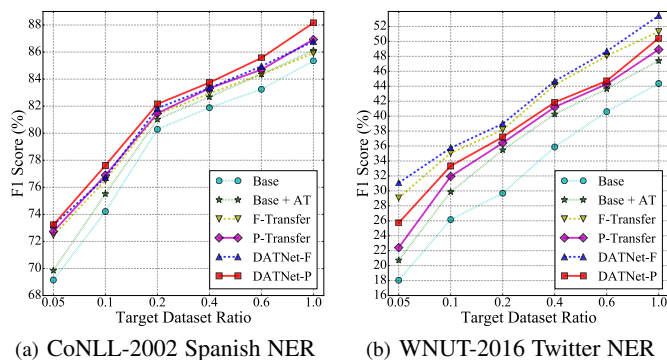 88
86
84
82
80
78
76
74
72
70
68
F1 Score (%)
Base
Base + AT
F-Transfer
P-Transfer
DATNet-F
DATNet-P
0.05 0.1 0.2 0.4 0.6 1.0
Target Dataset Ratio
(a) CoNLL-2002 Spanish NER
54
52
50
48
46
44
42
40
38
36
34
32
30
28
26
24
22
20
18
16
F1 Score (%)
Base
Base + AT
F-Transfer
P-Transfer
DATNet-F
DATNet-P
0.05 0.1 0.2 0.4 0.6 1.0
Target Dataset Ratio
(b) WNUT-2016 Twitter NER